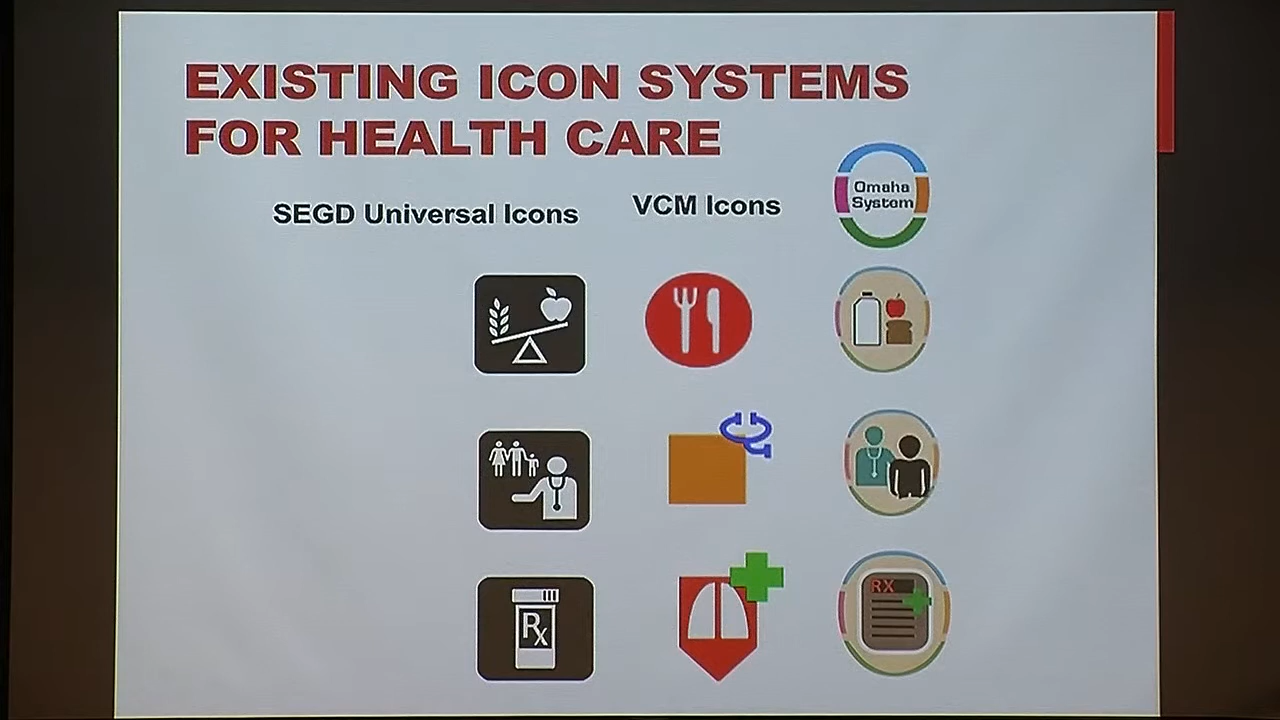 EXISTING ICON SYSTEMS
FOR HEALTH CARE
SEGD Universal Icons
VCM Icons
Omaha
System
Rx
RX